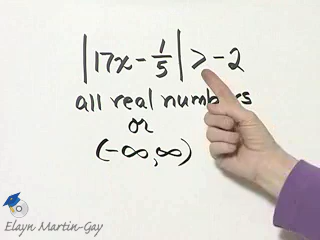 |17x - 1/5| > -2
all real numbers
or
(-∞, ∞)
Elayn Martin-Gay